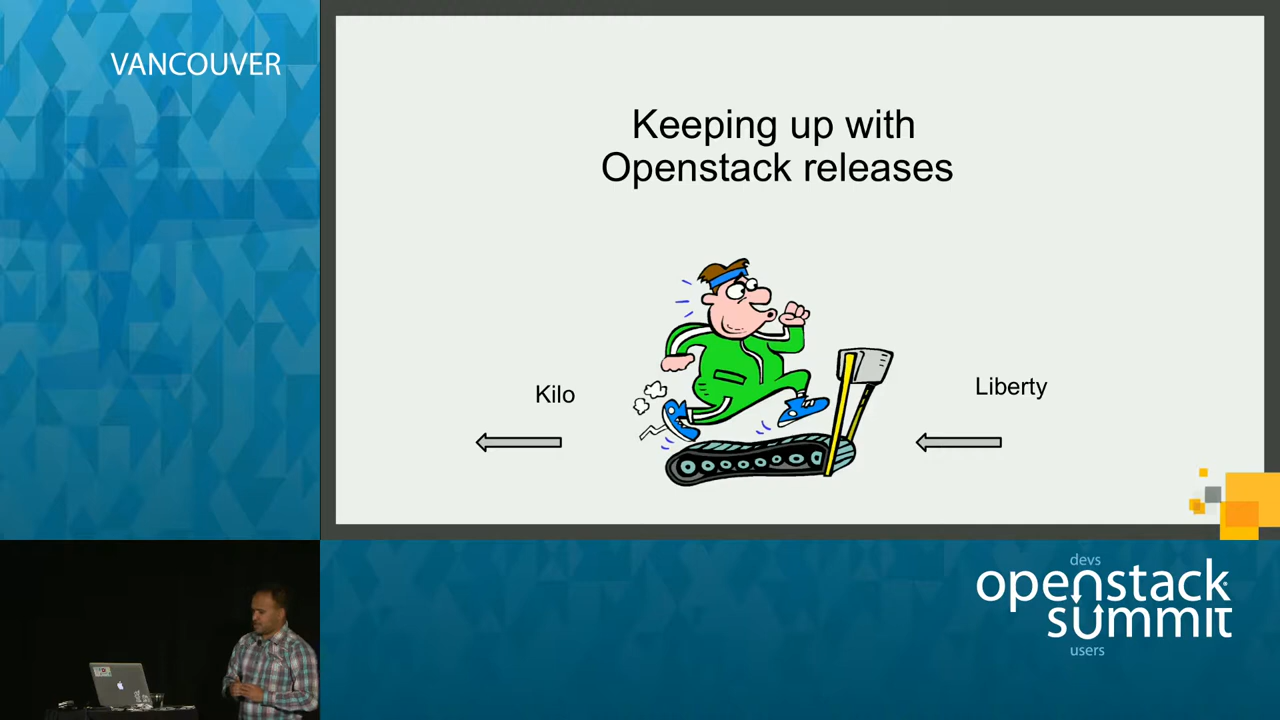 VANCOUVER
Keeping up with
Openstack releases
Kilo
Liberty
devs
openstack
summit
users